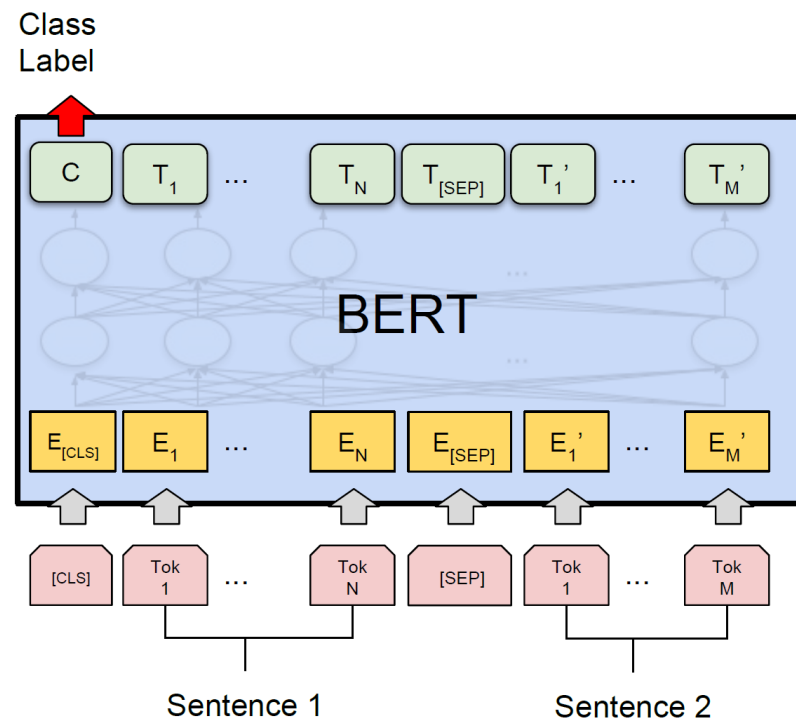 Class
Label
C T1 ... TN T[SEP] T1’ ... TM’
...
BERT
...
E[CLS] E1 ... EN E[SEP] E1’ ... EM’
[CLS] Tok 1 ... Tok N [SEP] Tok 1 ... Tok M
Sentence 1 Sentence 2